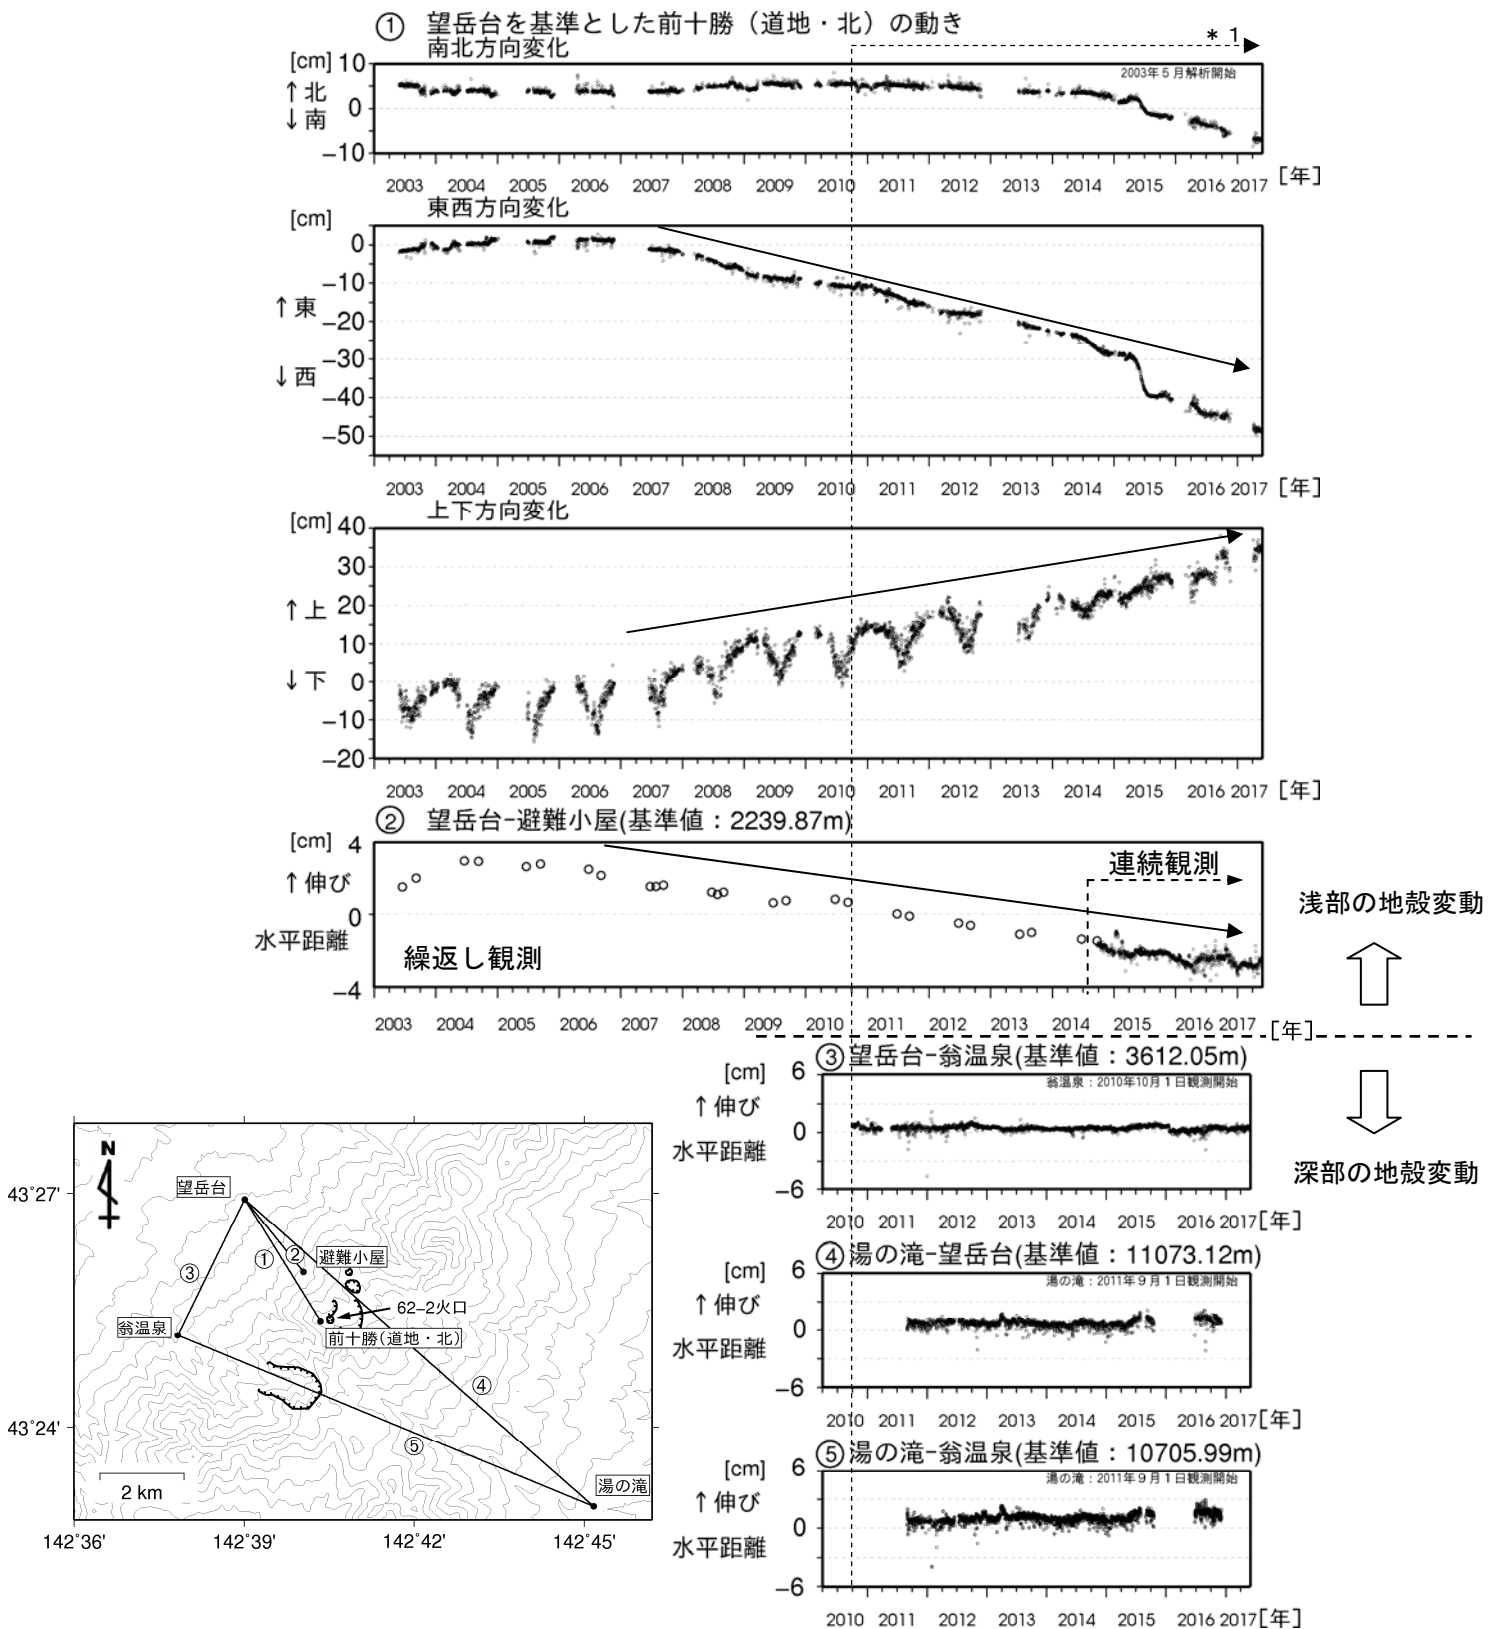 ① 望岳台を基準とした前十勝（道地・北）の動き
南北方向変化
＊1
[cm]
2003年５月解析開始
10
↑北
0
↓南
−10
2003 2004 2005 2006 2007 2008 2009 2010 2011 2012 2013 2014 2015 2016 2017 [年]
東西方向変化
[cm]
0
−10
↑東
−20
−30
↓西
−40
−50
2003 2004 2005 2006 2007 2008 2009 2010 2011 2012 2013 2014 2015 2016 2017 [年]
上下方向変化
[cm]
40
30
↑上
20
10
↓下
0
−10
−20
2003 2004 2005 2006 2007 2008 2009 2010 2011 2012 2013 2014 2015 2016 2017 [年]
② 望岳台−避難小屋(基準値：2239.87m)
[cm]
4
↑伸び
0
水平距離
−4
繰返し観測
連続観測
2003 2004 2005 2006 2007 2008 2009 2010 2011 2012 2013 2014 2015 2016 2017 [年]
浅部の地殻変動
深部の地殻変動
③望岳台−翁温泉(基準値：3612.05m)
[cm]
翁温泉：2010年10月１日観測開始
6
↑伸び
0
水平距離
−6
2010 2011 2012 2013 2014 2015 2016 2017 [年]
④湯の滝−望岳台(基準値：11073.12m)
[cm]
湯の滝：2011年９月１日観測開始
6
↑伸び
0
水平距離
−6
2010 2011 2012 2013 2014 2015 2016 2017 [年]
⑤湯の滝−翁温泉(基準値：10705.99m)
[cm]
湯の滝：2011年９月１日観測開始
6
↑伸び
0
水平距離
−6
2010 2011 2012 2013 2014 2015 2016 2017 [年]
N
43˚27'
43˚24'
望岳台
避難小屋
①
②
③
62−2火口
翁温泉
前十勝(道地・北)
④
⑤
湯の滝
2 km
142˚36' 142˚39' 142˚42' 142˚45'